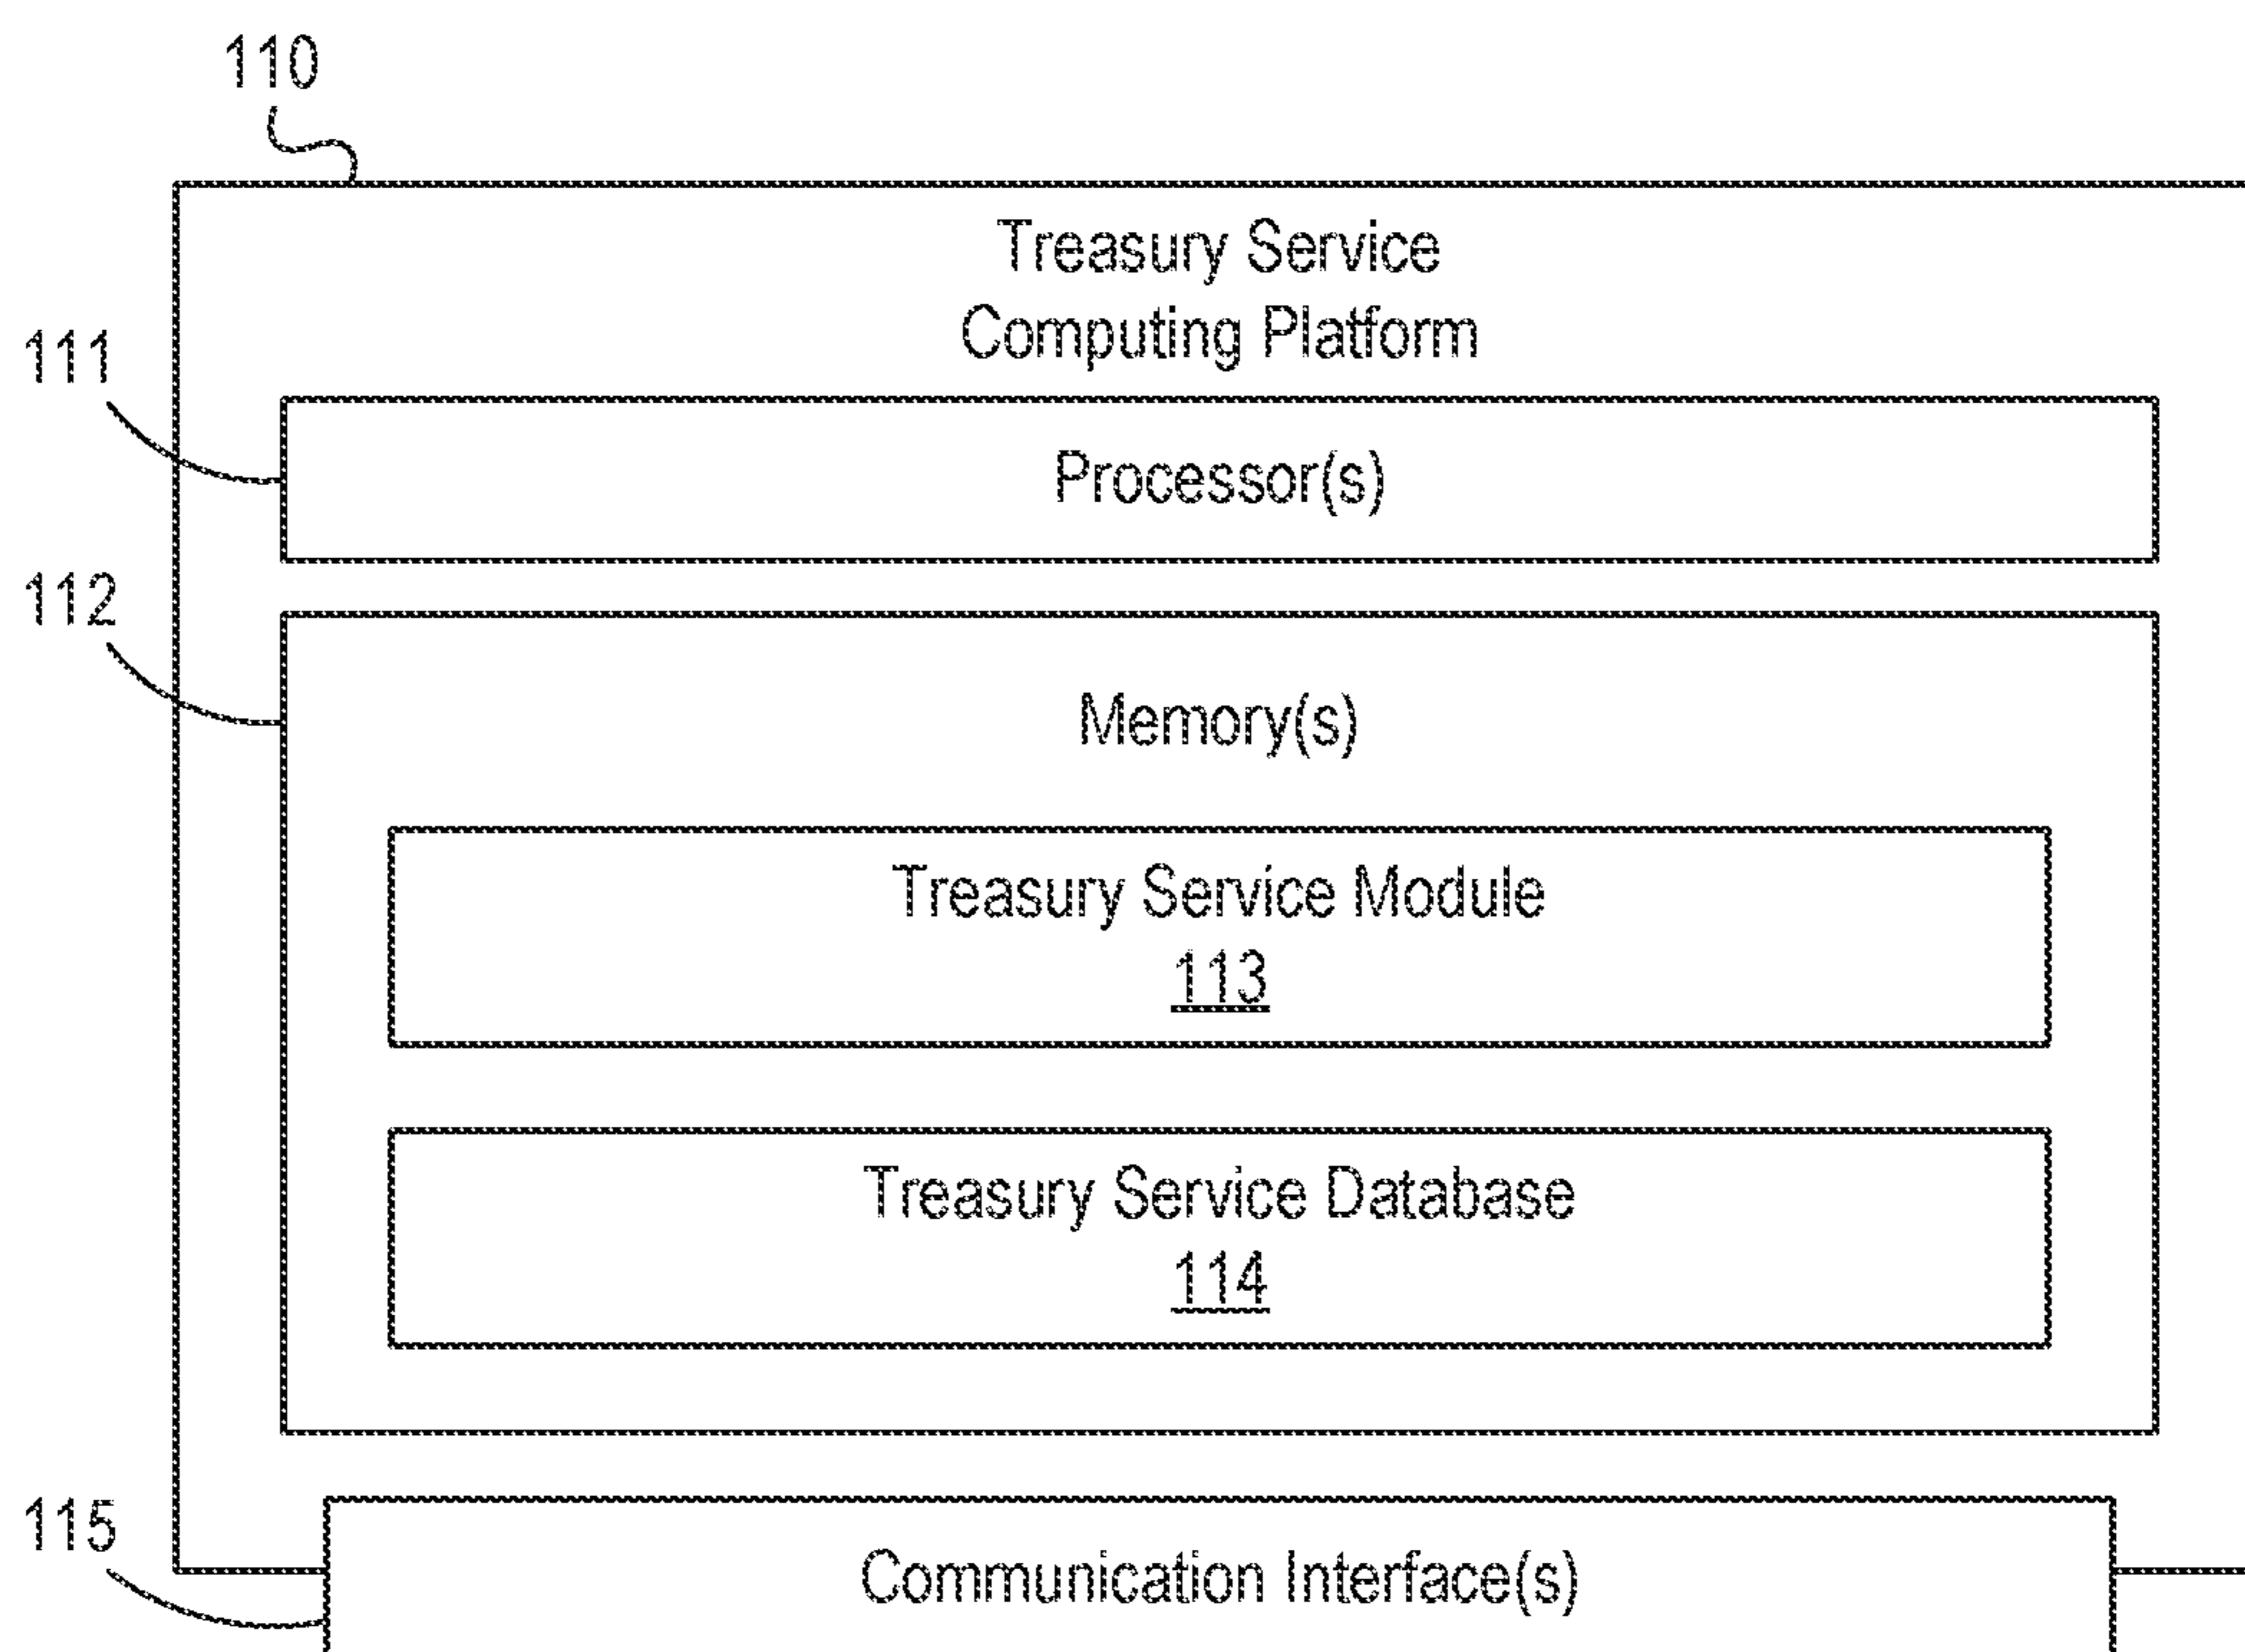 110
Treasury Service
Computing Platform
111
Processor(s)
112
Memory(s)
Treasury Service Module
113
Treasury Service Database
114
115
Communication Interface(s)